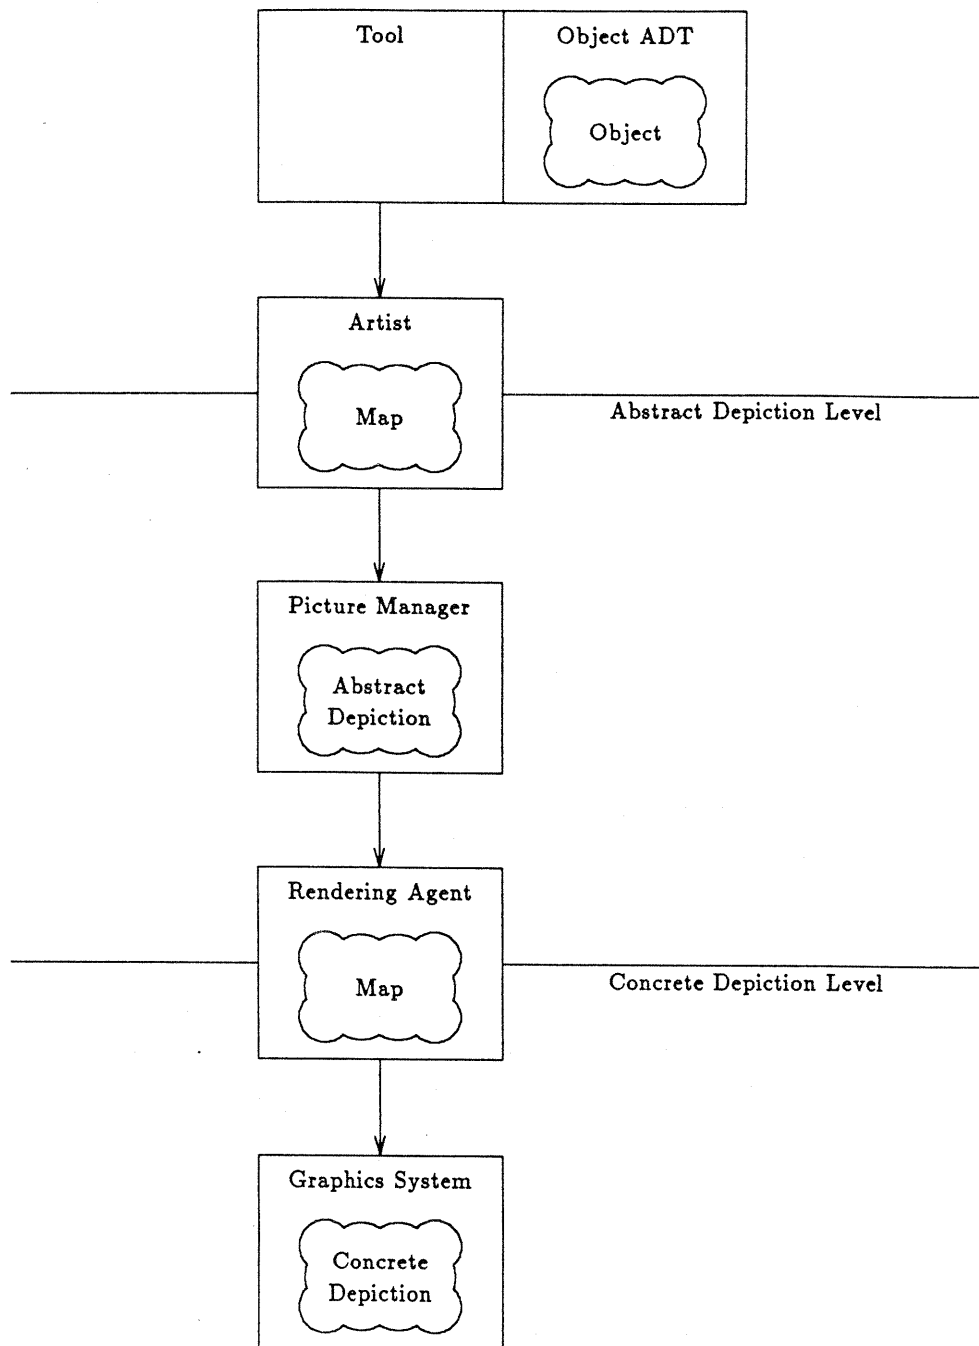 Tool
Object ADT
Object
Artist
Map
Abstract Depiction Level
Picture Manager
Abstract
Depiction
Rendering Agent
Map
Concrete Depiction Level
Graphics System
Concrete
Depiction